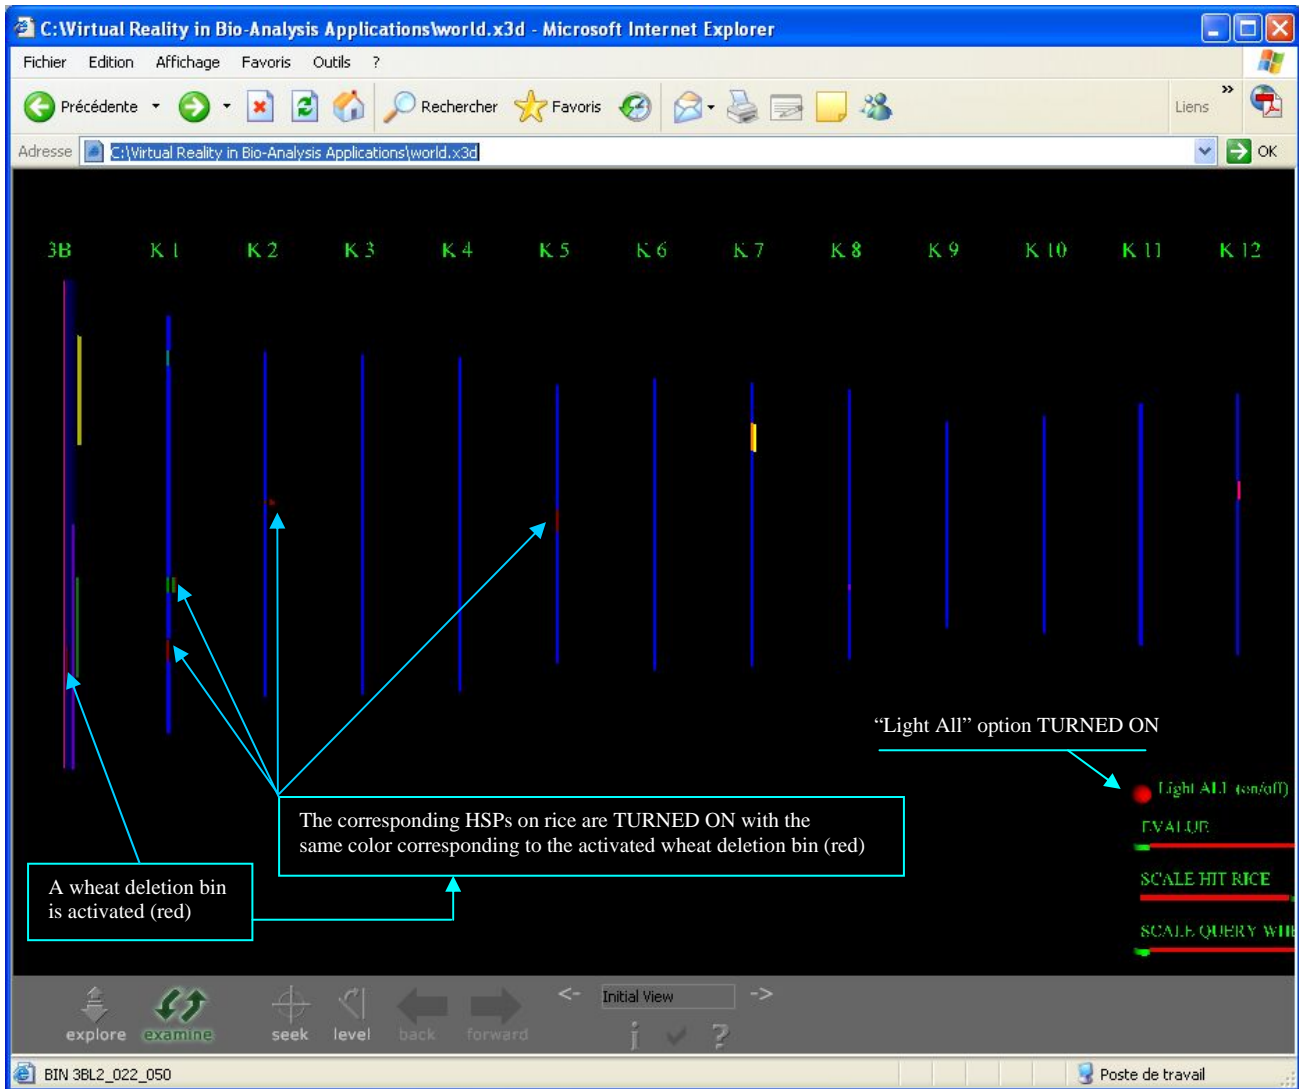 C:\Virtual Reality in Bio-Analysis Applications\world.x3d - Microsoft Internet Explorer
Fichier Edition Affichage Favoris Outils ?
Précédente Rechercher Favoris Liens »
Adresse C:\Virtual Reality in Bio-Analysis Applications\world.x3d OK
3B K 1 K 2 K 3 K 4 K 5 K 6 K 7 K 8 K 9 K 10 K 11 K 12
“Light All” option TURNED ON
Light ALL (on/off)
The corresponding HSPs on rice are TURNED ON with the
same color corresponding to the activated wheat deletion bin (red)
EVALUE
A wheat deletion bin
is activated (red)
SCALE HIT RICE
SCALE QUERY WHE
<- Initial View ->
explore examine seek level back forward i ?
BIN 3BL2_022_050 Poste de travail